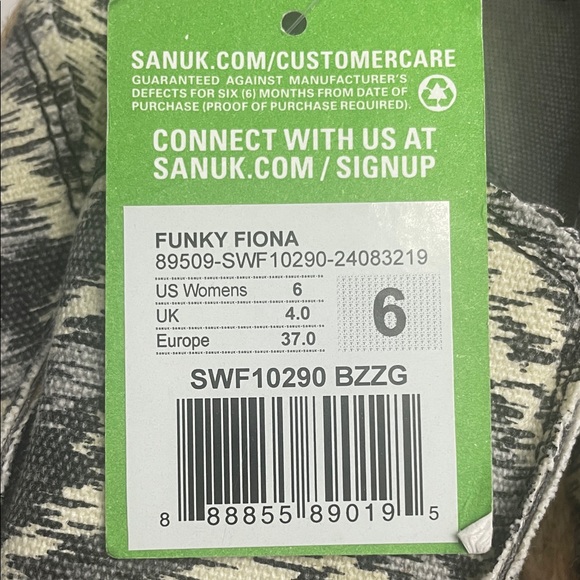 SANUK.COM/CUSTOMERCARE
GUARANTEED AGAINST MANUFACTURER'S
DEFECTS FOR SIX (6) MONTHS FROM DATE OF
PURCHASE (PROOF OF PURCHASE REQUIRED).
CONNECT WITH US AT
SANUK.COM / SIGNUP
FUNKY FIONA
89509-SWF10290-24083219
US Womens 6
UK 4.0
Europe 37.0
6
SWF10290 BZZG
8 88855 89019 5